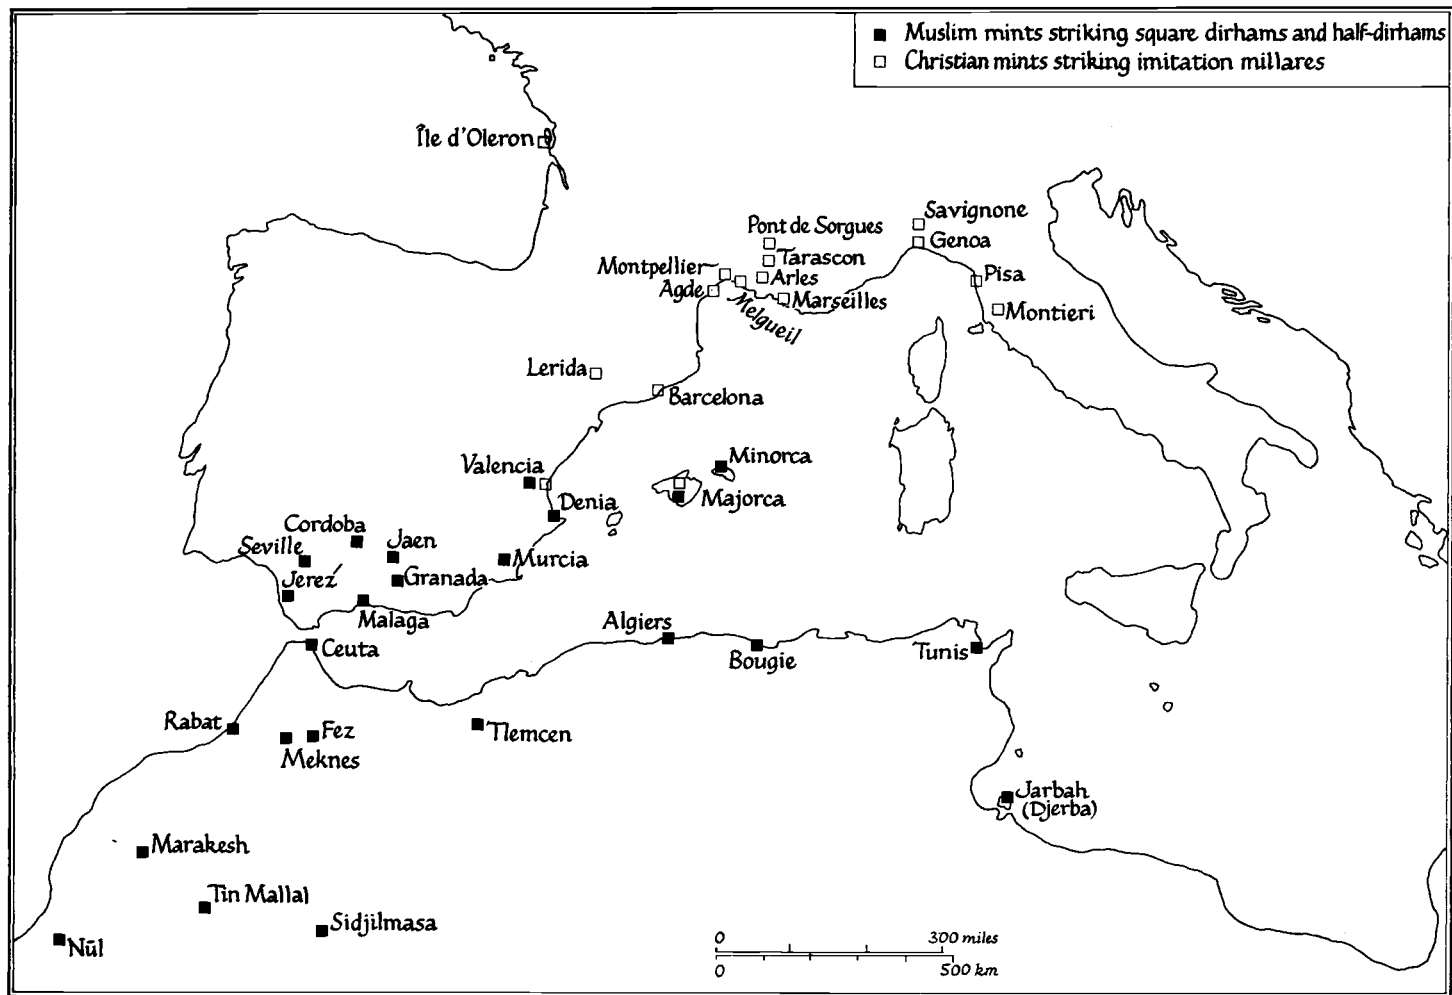 Muslim mints striking square dirhams and half-dirhams
Christian mints striking imitation millares
Île d'Oleron
Savignone
Pont de Sorgues
Genoa
Tarascon
Montpellier
Arles
Pisa
Agde
Marseilles
Melgueil
Montieri
Lerida
Barcelona
Minorca
Valencia
Majorca
Denia
Cordoba
Jaen
Seville
Murcia
Jerez
Granada
Malaga
Algiers
Ceuta
Bougie
Tunis
Rabat
Fez
Tlemcen
Meknes
Jarbah
(Djerba)
Marakesh
Tin Mallal
Sidjilmasa
Nūl
0 300 miles
0 500 km